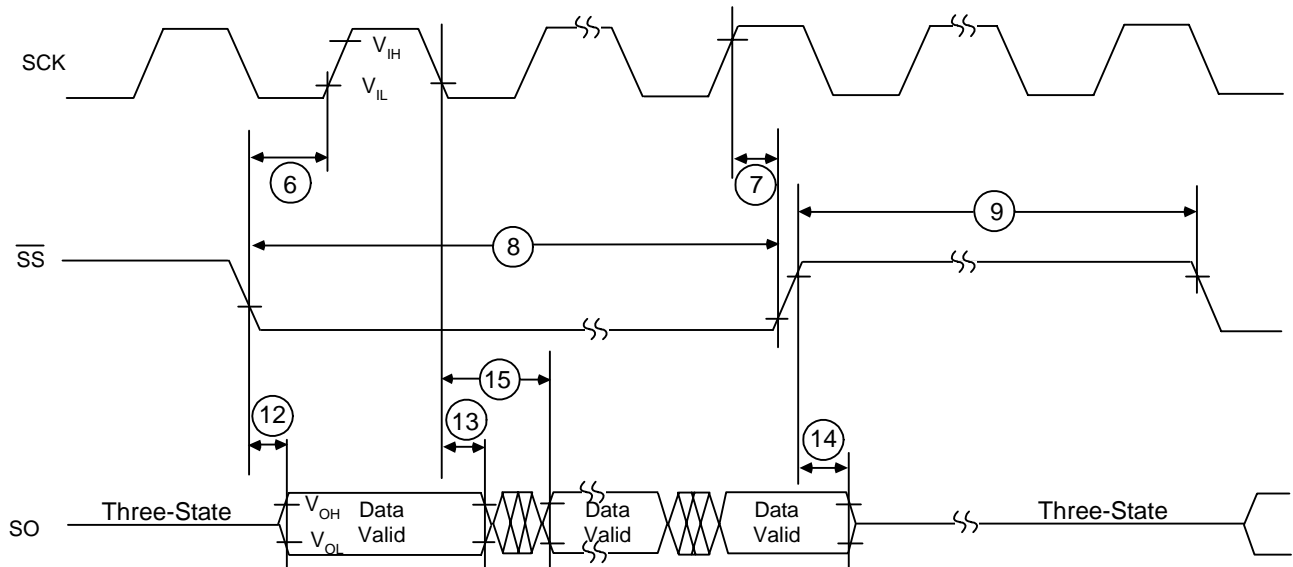 SCK
V_IH
V_IL
6
7
9
8
SS
15
12
13
14
Three-State
V_OH
Data
Valid
Data
Valid
Data
Valid
Three-State
SO
V_OL